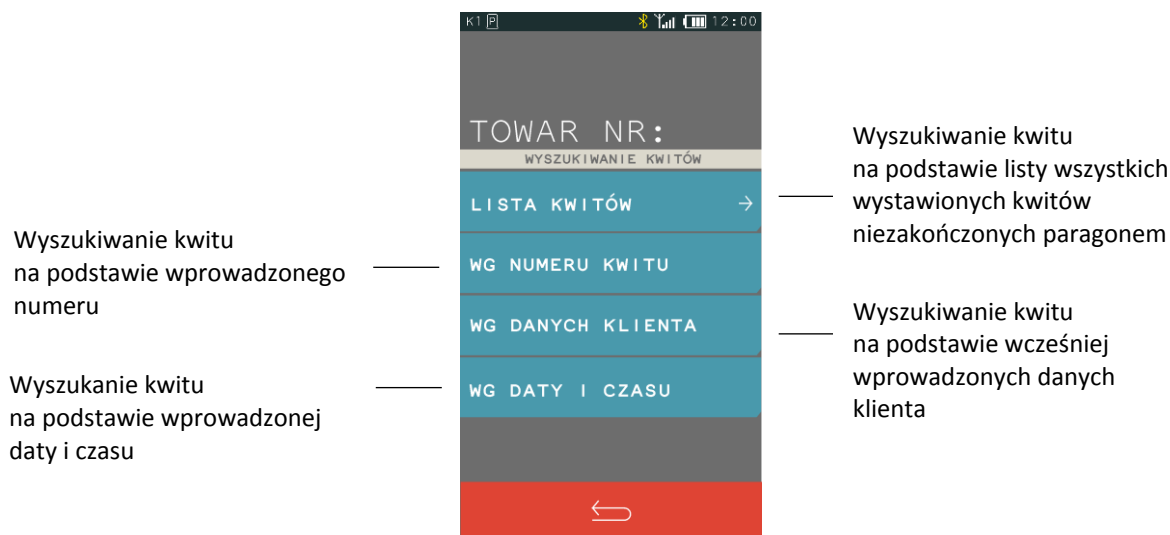 K1 P 12:00
TOWAR NR:
WYSZUKIWANIE KWITÓW
LISTA KWITÓW
WG NUMERU KWITU
WG DANYCH KLIENTA
WG DATY I CZASU
Wyszukiwanie kwitu
na podstawie wprowadzonego
numeru
Wyszukanie kwitu
na podstawie wprowadzonej
daty i czasu
Wyszukiwanie kwitu
na podstawie listy wszystkich
wystawionych kwitów
niezakończonych paragonem
Wyszukiwanie kwitu
na podstawie wcześniej
wprowadzonych danych
klienta